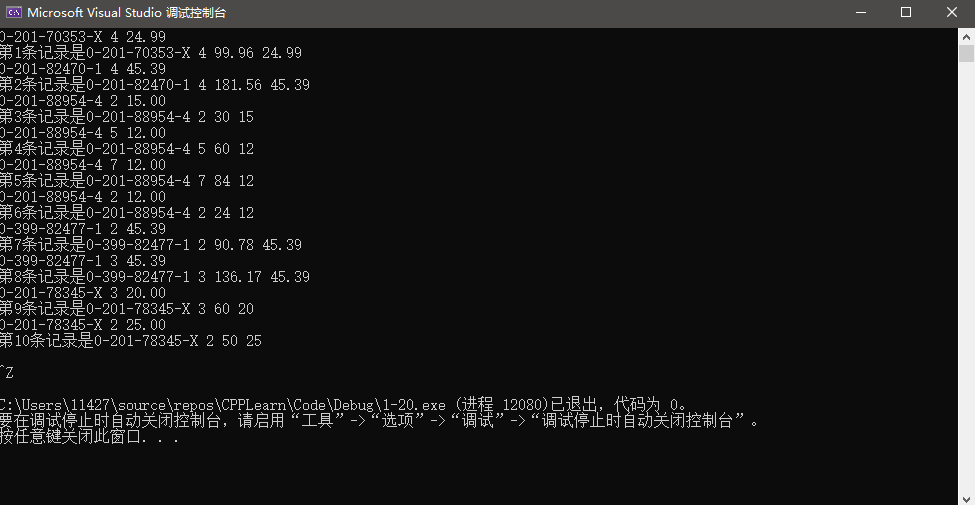 Microsoft Visual Studio 调试控制台
0-201-70353-X 4 24.99
第1条记录是0-201-70353-X 4 99.96 24.99
0-201-82470-1 4 45.39
第2条记录是0-201-82470-1 4 181.56 45.39
0-201-88954-4 2 15.00
第3条记录是0-201-88954-4 2 30 15
0-201-88954-4 5 12.00
第4条记录是0-201-88954-4 5 60 12
0-201-88954-4 7 12.00
第5条记录是0-201-88954-4 7 84 12
0-201-88954-4 2 12.00
第6条记录是0-201-88954-4 2 24 12
0-399-82477-1 2 45.39
第7条记录是0-399-82477-1 2 90.78 45.39
0-399-82477-1 3 45.39
第8条记录是0-399-82477-1 3 136.17 45.39
0-201-78345-X 3 20.00
第9条记录是0-201-78345-X 3 60 20
0-201-78345-X 2 25.00
第10条记录是0-201-78345-X 2 50 25
^Z
C:\Users\11427\source\repos\CPPLearn\Code\Debug\1-20.exe (进程 12080)已退出，代码为 0。
要在调试停止时自动关闭控制台，请启用“工具”->“选项”->“调试”->“调试停止时自动关闭控制台”。
按任意键关闭此窗口. . .